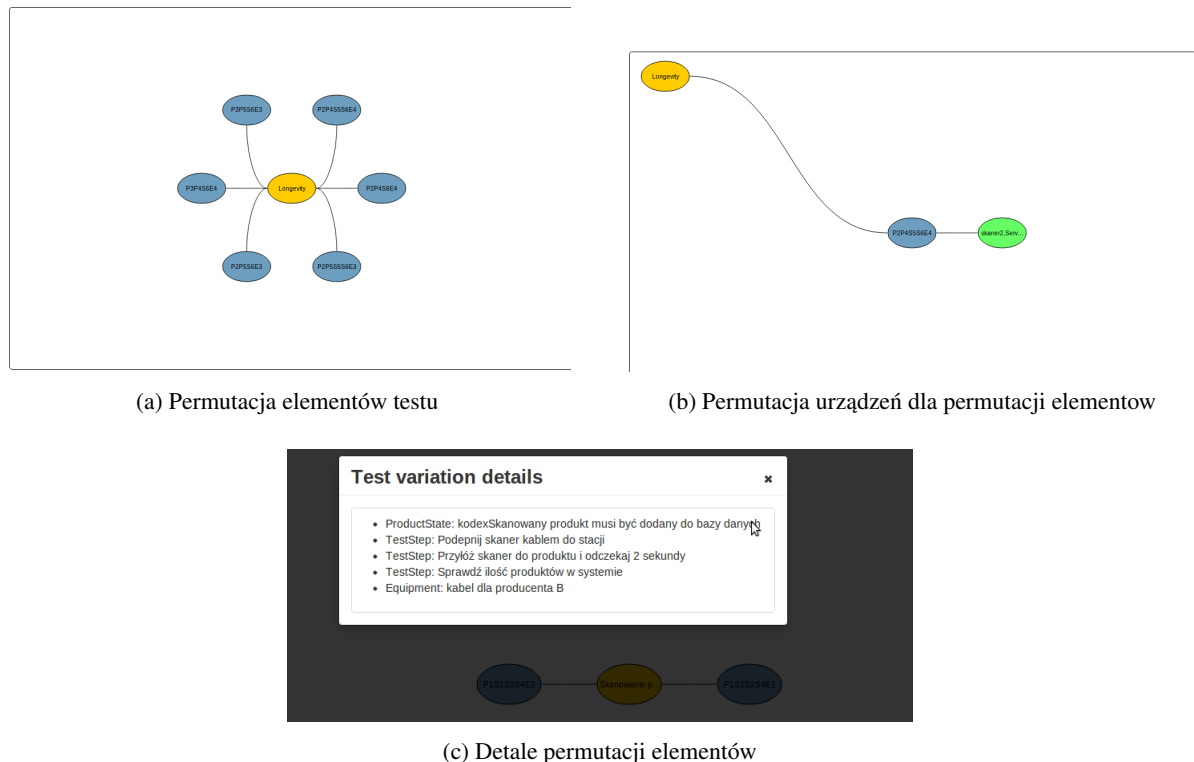 P3P5S6E3
P2P4S5S6E4
P3P4S6E4
Longevity
P2P4S6E4
P2P5S6E3
P2P5S5S6E3
(a) Permutacja elementów testu
Longevity
P2P4S5S6E4
skaner2,Serv...
(b) Permutacja urządzeń dla permutacji elementow
Test variation details
×
ProductState: kodexSkanowany produkt musi być dodany do bazy danych
TestStep: Podepnij skaner kablem do stacji
TestStep: Przyłóż skaner do produktu i odczekaj 2 sekundy
TestStep: Sprawdź ilość produktów w systemie
Equipment: kabel dla producenta B
P1S1S3S4E2
Skanowanie p...
P1S1S2S4E1
(c) Detale permutacji elementów